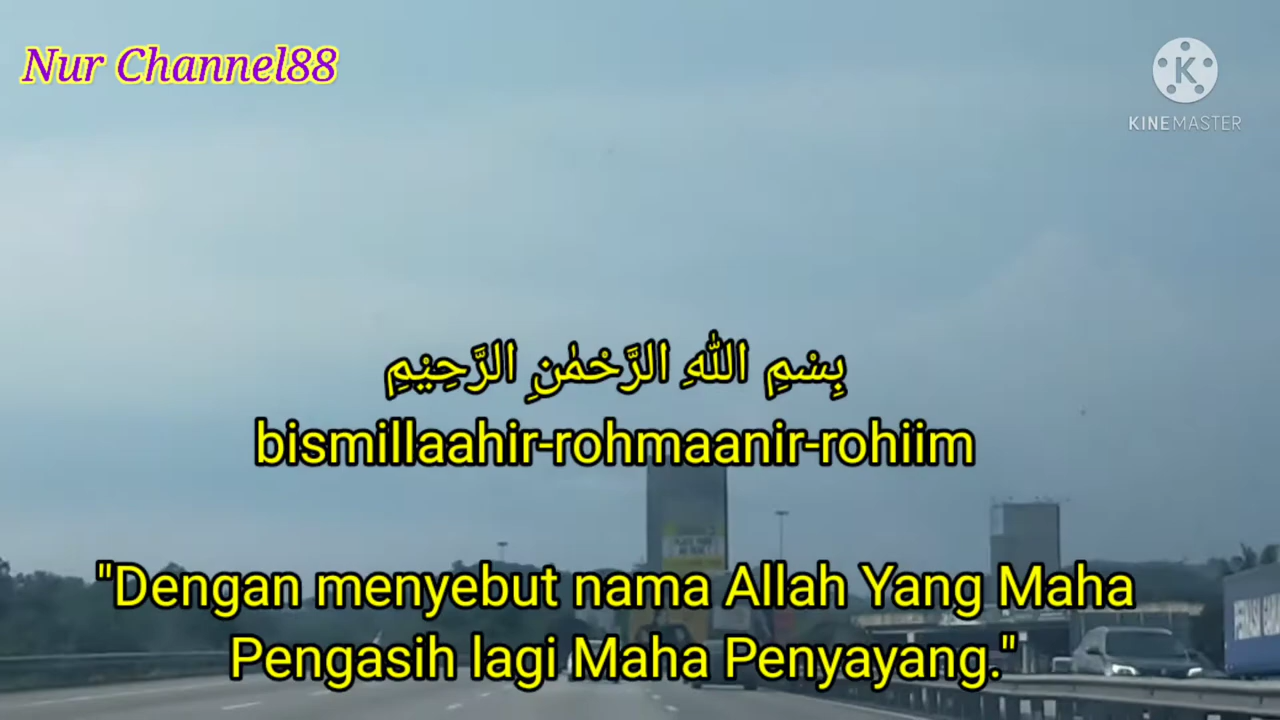 Nur Channel88
K
KINEMASTER
بِسْمِ اللّٰهِ الرَّحْمٰنِ الرَّحِيْمِ
bismillaahir-rohmaanir-rohiim
"Dengan menyebut nama Allah Yang Maha
Pengasih lagi Maha Penyayang."